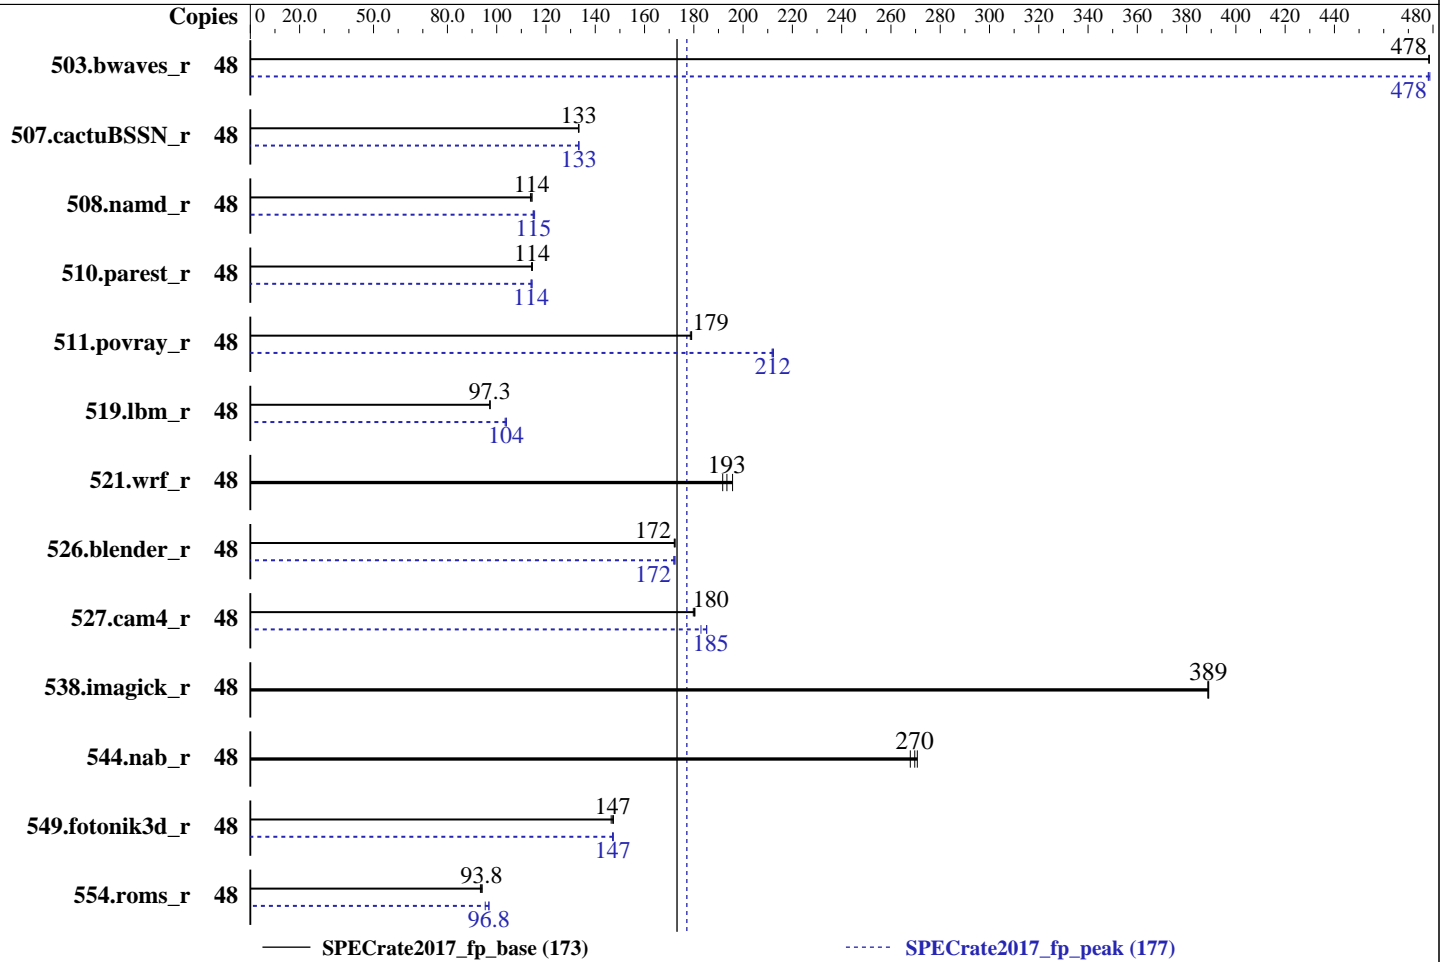 Copies 0 20.0 50.0 80.0 100 120 140 160 180 200 220 240 260 280 300 320 340 360 380 400 420 440 480
503.bwaves_r 48 478
478
507.cactuBSSN_r 48 133
133
508.namd_r 48 114
115
510.parest_r 48 114
114
511.povray_r 48 179
212
519.lbm_r 48 97.3
104
521.wrf_r 48 193
526.blender_r 48 172
172
527.cam4_r 48 180
185
538.imagick_r 48 389
544.nab_r 48 270
549.fotonik3d_r 48 147
147
554.roms_r 48 93.8
96.8
SPECrate2017_fp_base (173) SPECrate2017_fp_peak (177)